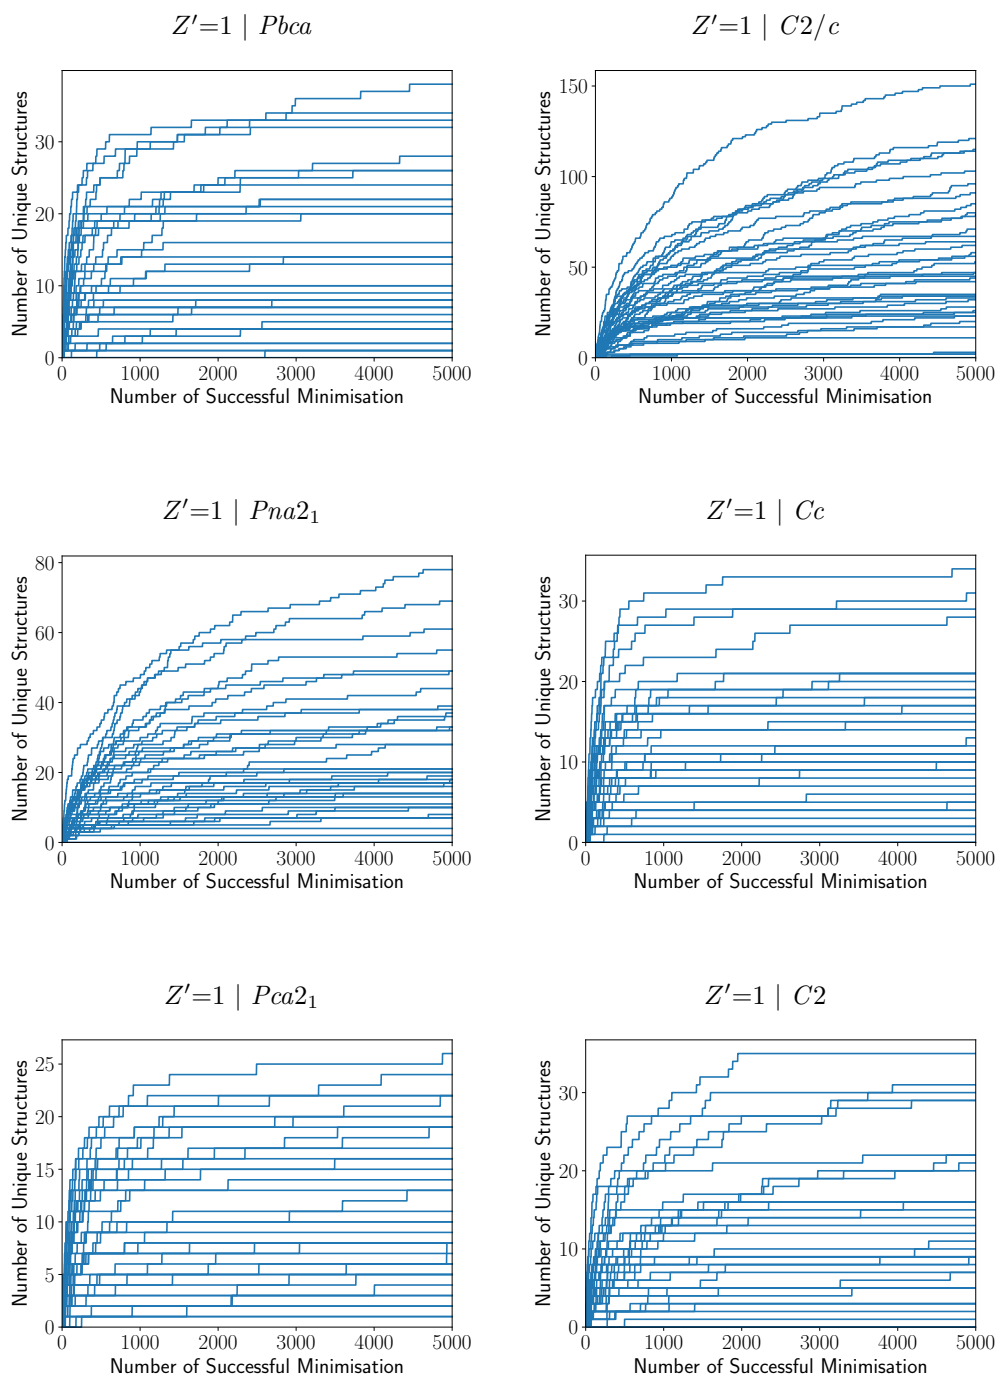 Z′=1 | Pbca
Number of Unique Structures
30
20
10
0
0 1000 2000 3000 4000 5000
Number of Successful Minimisation
Z′=1 | C2/c
Number of Unique Structures
150
100
50
0
0 1000 2000 3000 4000 5000
Number of Successful Minimisation
Z′=1 | Pna2₁
Number of Unique Structures
80
60
40
20
0
0 1000 2000 3000 4000 5000
Number of Successful Minimisation
Z′=1 | Cc
Number of Unique Structures
30
20
10
0
0 1000 2000 3000 4000 5000
Number of Successful Minimisation
Z′=1 | Pca2₁
Number of Unique Structures
25
20
15
10
5
0
0 1000 2000 3000 4000 5000
Number of Successful Minimisation
Z′=1 | C2
Number of Unique Structures
30
20
10
0
0 1000 2000 3000 4000 5000
Number of Successful Minimisation